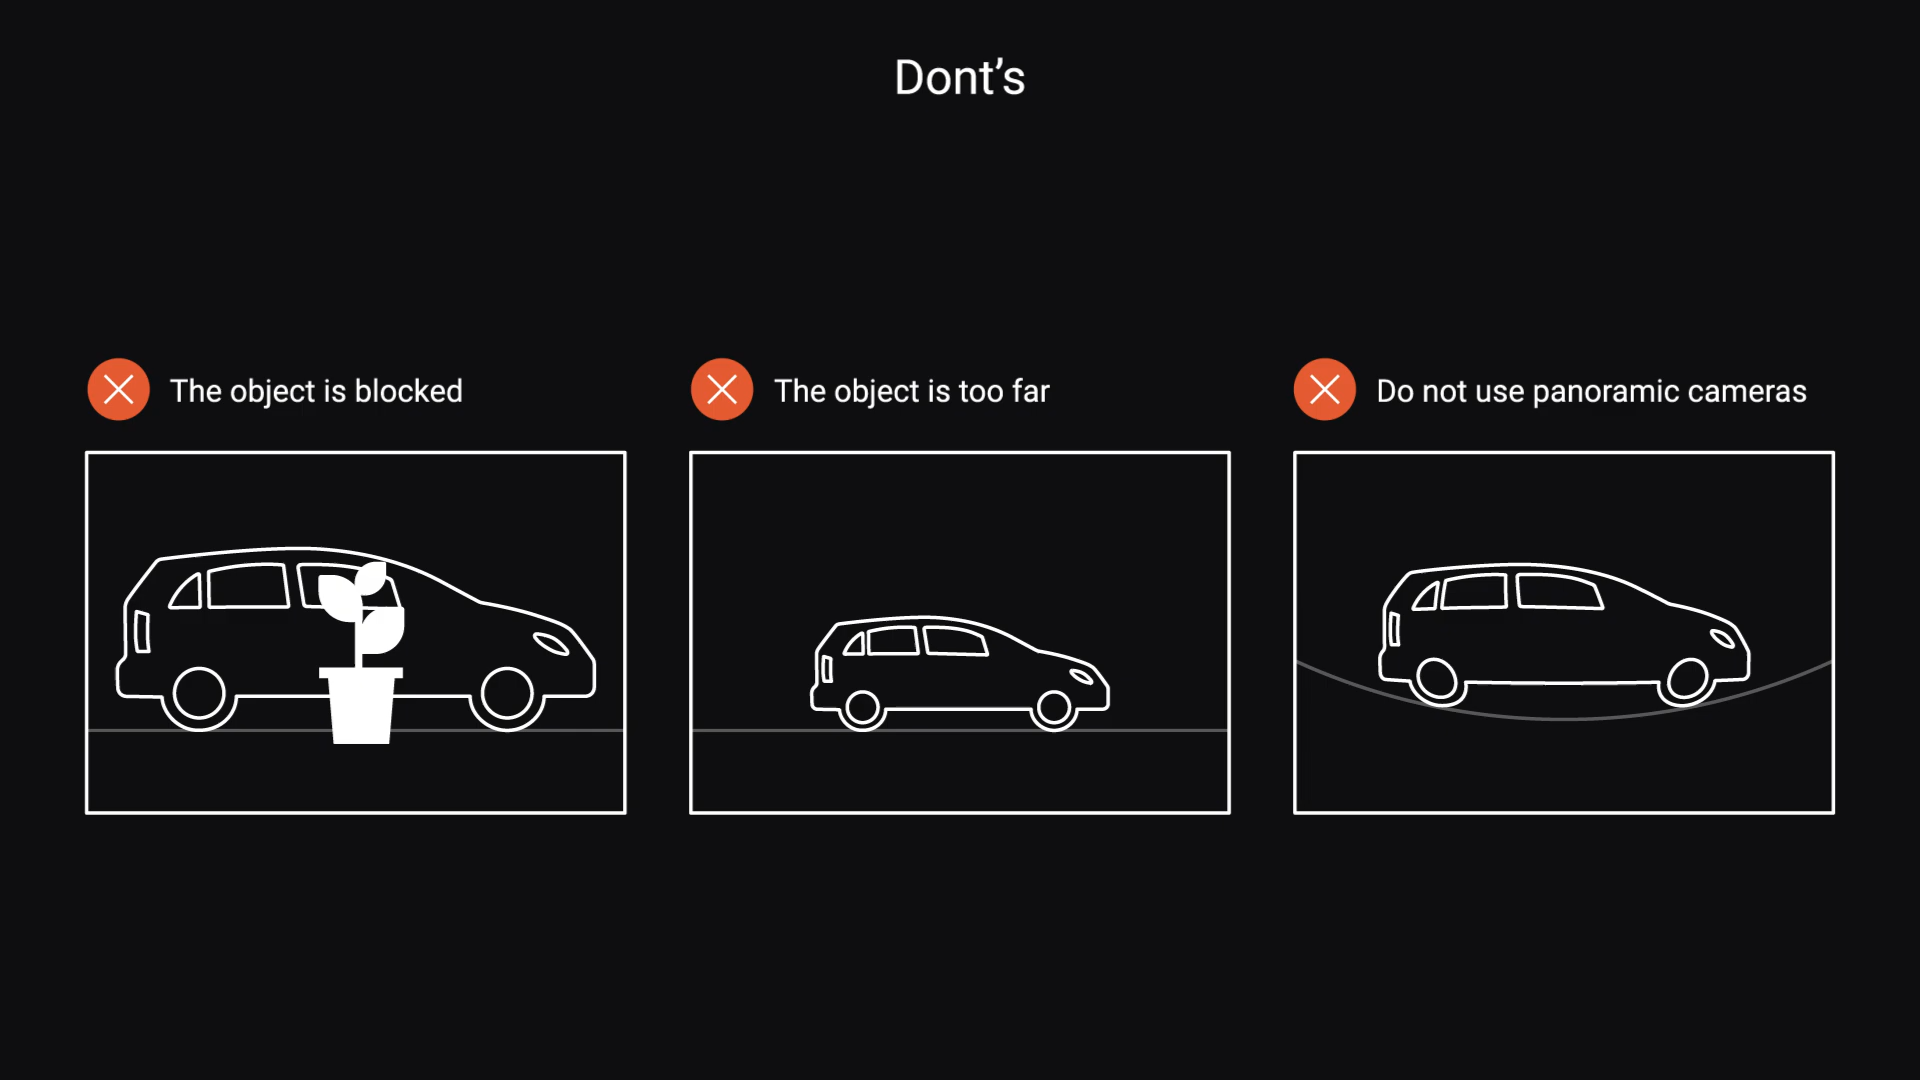 Dont’s
The object is blocked
The object is too far
Do not use panoramic cameras